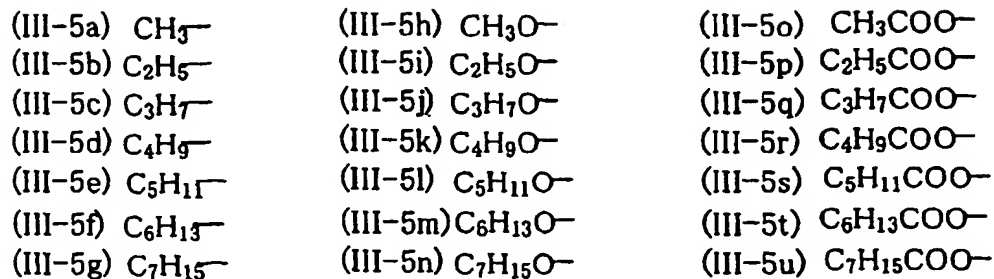 (III-5a) CH₃— (III-5h) CH₃O— (III-5o) CH₃COO—
(III-5b) C₂H₅— (III-5i) C₂H₅O— (III-5p) C₂H₅COO—
(III-5c) C₃H₇— (III-5j) C₃H₇O— (III-5q) C₃H₇COO—
(III-5d) C₄H₉— (III-5k) C₄H₉O— (III-5r) C₄H₉COO—
(III-5e) C₅H₁₁— (III-5l) C₅H₁₁O— (III-5s) C₅H₁₁COO—
(III-5f) C₆H₁₃— (III-5m) C₆H₁₃O— (III-5t) C₆H₁₃COO—
(III-5g) C₇H₁₅— (III-5n) C₇H₁₅O— (III-5u) C₇H₁₅COO—